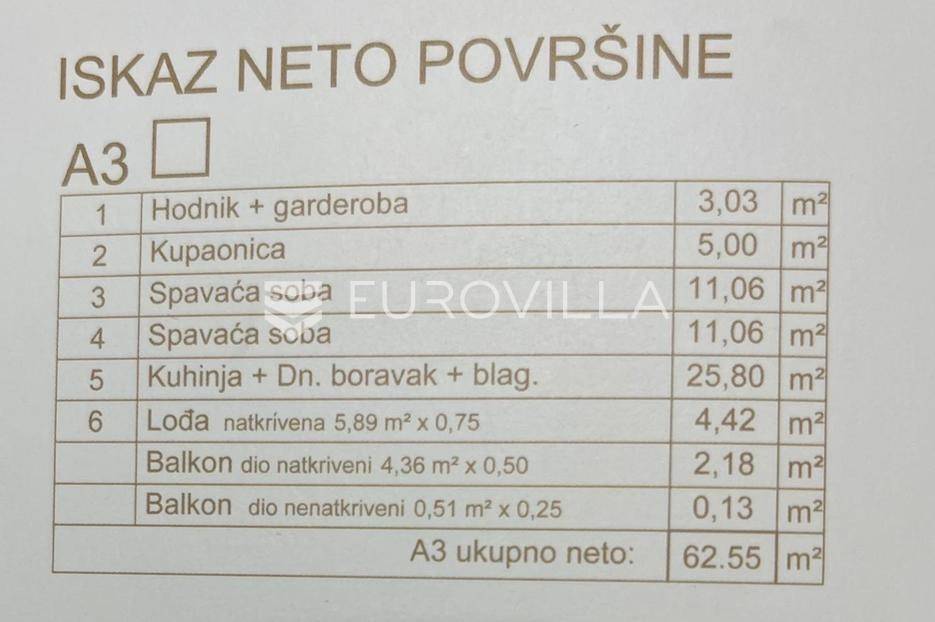 ISKAZ NETO POVRŠINE
A3
1 Hodnik + garderoba 3,03 m²
2 Kupaonica 5,00 m²
3 Spavaća soba 11,06 m²
EUROVILLA
4 Spavaća soba 11,06 m²
5 Kuhinja + Dn. boravak + blag. 25,80 m²
6 Lođa natkrivena 5,89 m² x 0,75 4,42 m²
Balkon dio natkriveni 4,36 m² x 0,50 2,18 m²
Balkon dio nenatkriveni 0,51 m² x 0,25 0,13 m²
A3 ukupno neto: 62.55 m²